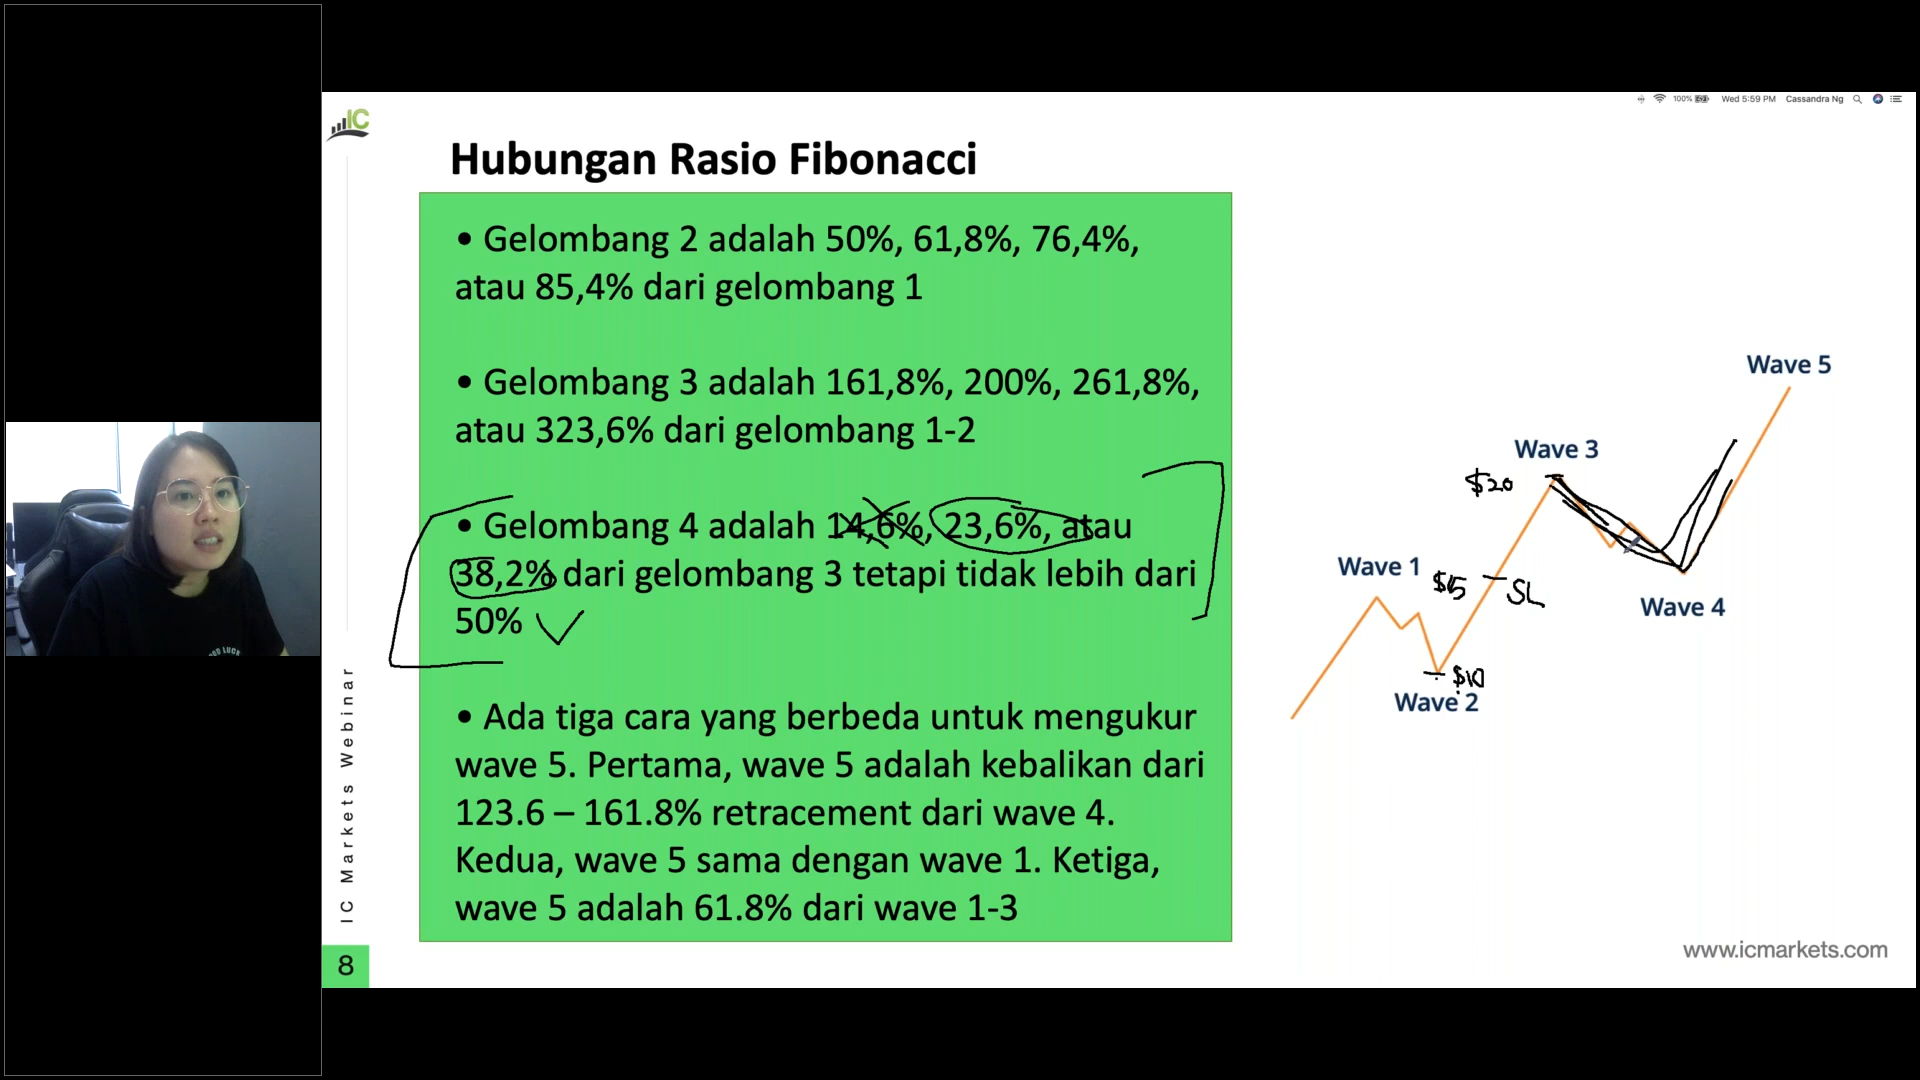 100% Wed 5:59 PM Cassandra Ng
IC
Hubungan Rasio Fibonacci
• Gelombang 2 adalah 50%, 61,8%, 76,4%,
atau 85,4% dari gelombang 1
• Gelombang 3 adalah 161,8%, 200%, 261,8%,
atau 323,6% dari gelombang 1-2
• Gelombang 4 adalah 14,6%, 23,6%, atau
38,2% dari gelombang 3 tetapi tidak lebih dari
50%
• Ada tiga cara yang berbeda untuk mengukur
wave 5. Pertama, wave 5 adalah kebalikan dari
123.6 – 161.8% retracement dari wave 4.
Kedua, wave 5 sama dengan wave 1. Ketiga,
wave 5 adalah 61.8% dari wave 1-3
Wave 5
Wave 3
$20
Wave 1
$15
SL
Wave 4
$10
Wave 2
IC Markets Webinar
8
www.icmarkets.com
LUCK